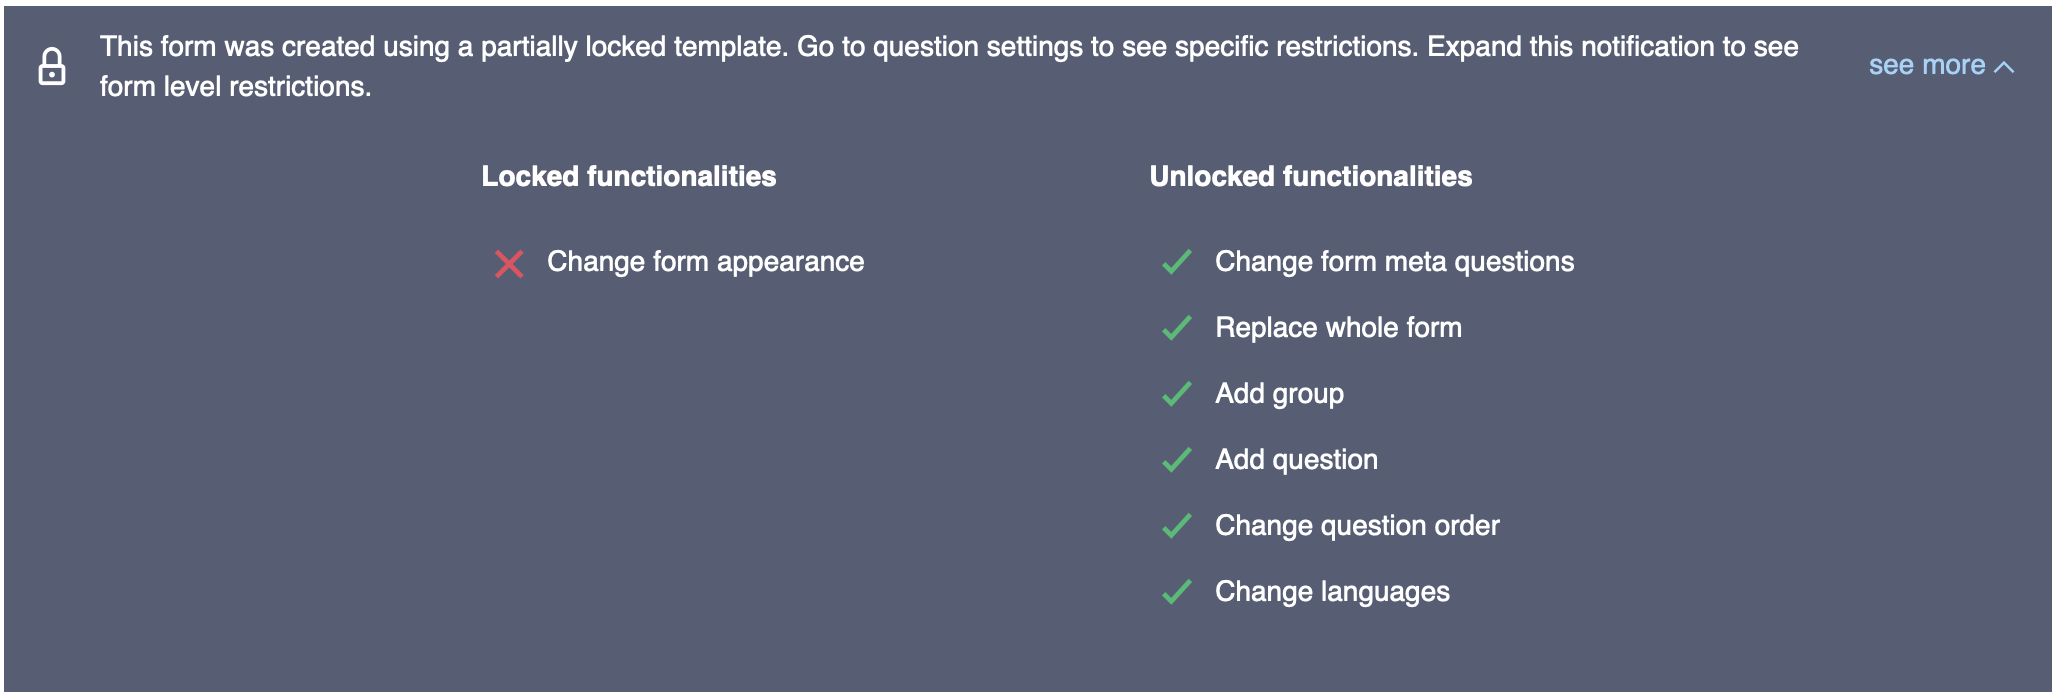 This form was created using a partially locked template. Go to question settings to see specific restrictions. Expand this notification to see
form level restrictions.
see more
Locked functionalities
Change form appearance
Unlocked functionalities
Change form meta questions
Replace whole form
Add group
Add question
Change question order
Change languages